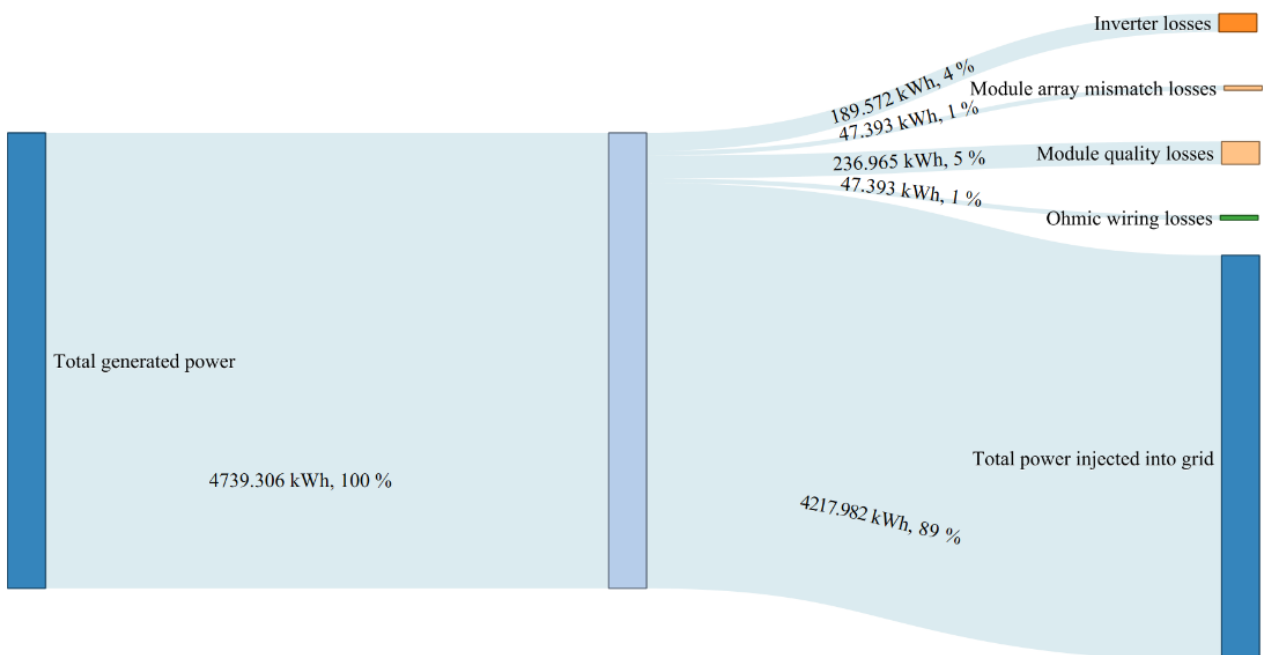 Inverter losses
189.572 kWh, 4 %
Module array mismatch losses
47.393 kWh, 1 %
Module quality losses
236.965 kWh, 5 %
47.393 kWh, 1 %
Ohmic wiring losses
Total generated power
Total power injected into grid
4739.306 kWh, 100 %
4217.982 kWh, 89 %